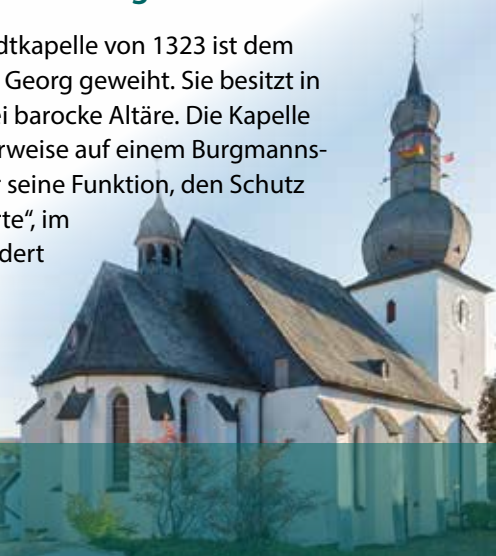 dtkapelle von 1323 ist dem
Georg geweiht. Sie besitzt in
ei barocke Altäre. Die Kapelle
rweise auf einem Burgmanns-
r seine Funktion, den Schutz
rte“, im
dert